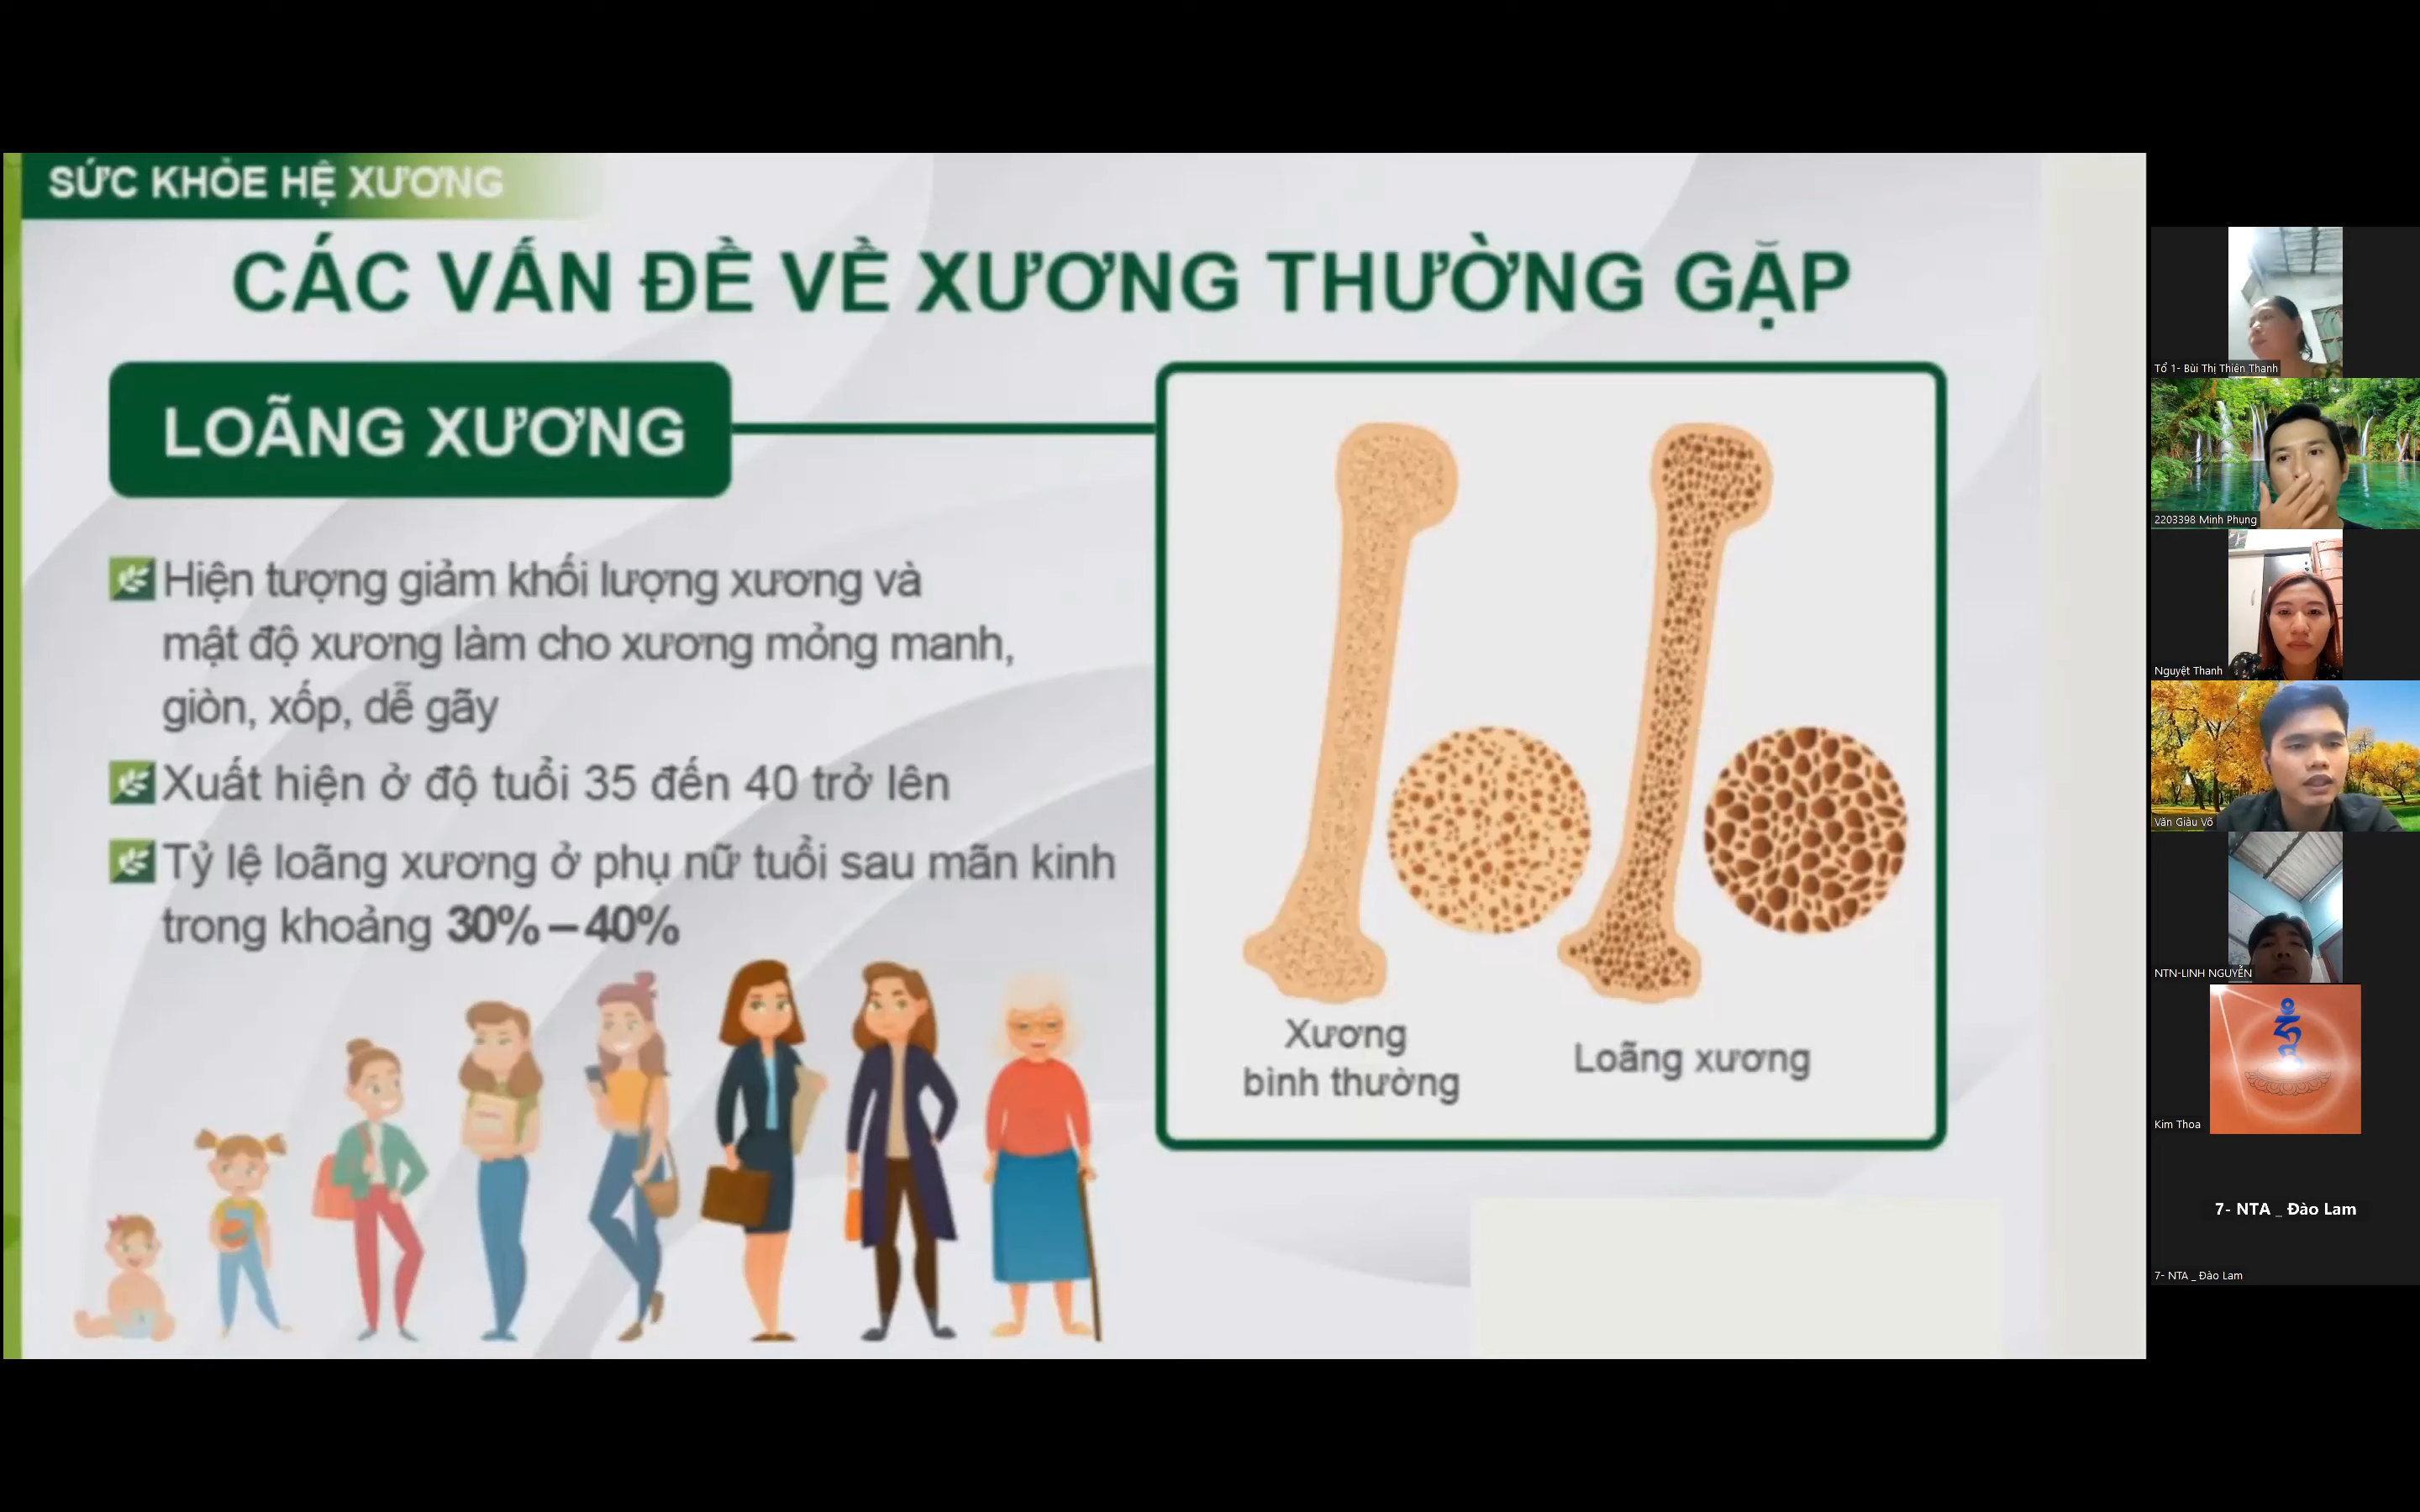 SỨC KHỎE HỆ XƯƠNG
CÁC VẤN ĐỀ VỀ XƯƠNG THƯỜNG GẶP
LOÃNG XƯƠNG
Hiện tượng giảm khối lượng xương và
mật độ xương làm cho xương mỏng manh,
giòn, xốp, dễ gãy
Xuất hiện ở độ tuổi 35 đến 40 trở lên
Tỷ lệ loãng xương ở phụ nữ tuổi sau mãn kinh
trong khoảng 30% – 40%
Xương
bình thường
Loãng xương
Tổ 1- Bùi Thị Thiên Thanh
2203398 Minh Phụng
Nguyệt Thanh
Văn Giàu Võ
NTN-LINH NGUYỄN
Kim Thoa
7- NTA _ Đào Lam
7- NTA _ Đào Lam